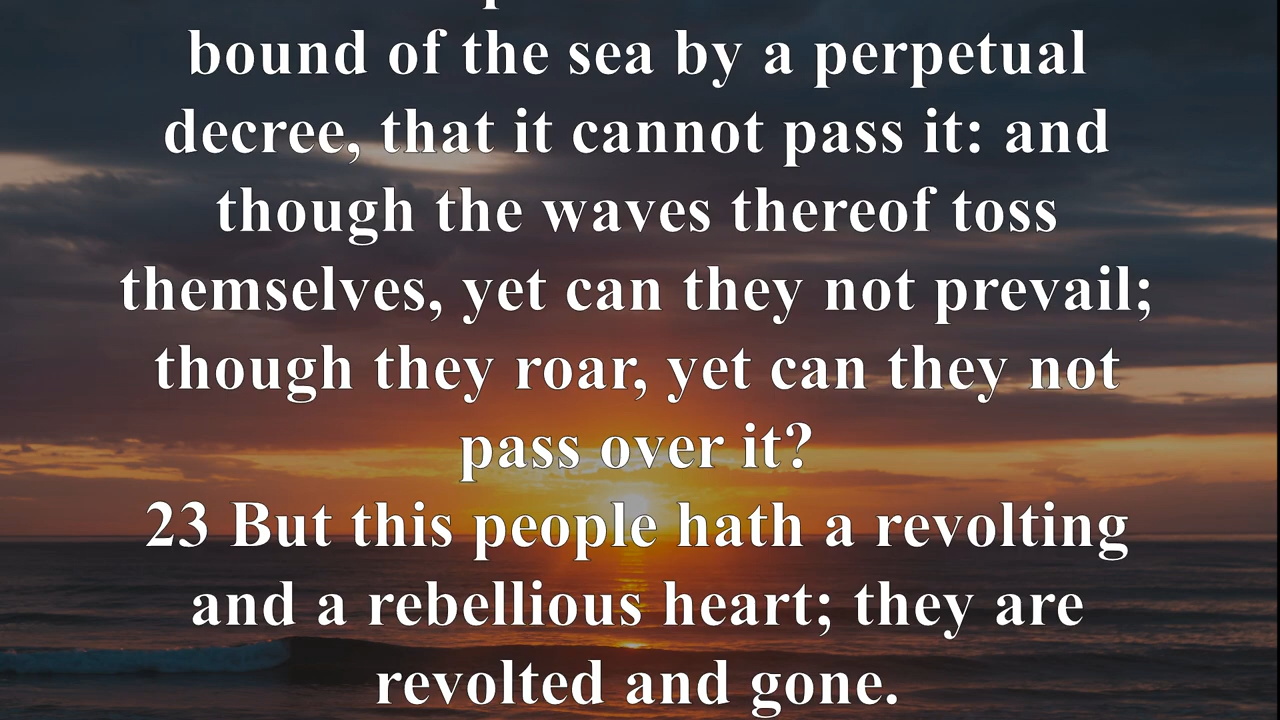 bound of the sea by a perpetual
decree, that it cannot pass it: and
though the waves thereof toss
themselves, yet can they not prevail;
though they roar, yet can they not
pass over it?
23 But this people hath a revolting
and a rebellious heart; they are
revolted and gone.